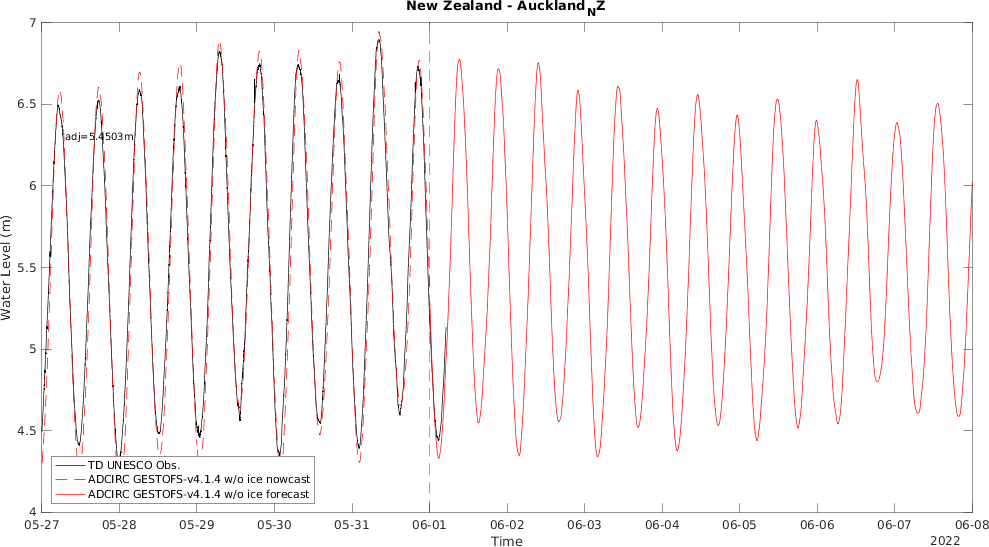 New Zealand - Auckland_NZ
7
6.5
6
5.5
5
4.5
4
Water Level (m)
adj=5.4503m
TD UNESCO Obs.
ADCIRC GESTOFS-v4.1.4 w/o ice nowcast
ADCIRC GESTOFS-v4.1.4 w/o ice forecast
05-27 05-28 05-29 05-30 05-31 06-01 06-02 06-03 06-04 06-05 06-06 06-07 06-08
Time
2022